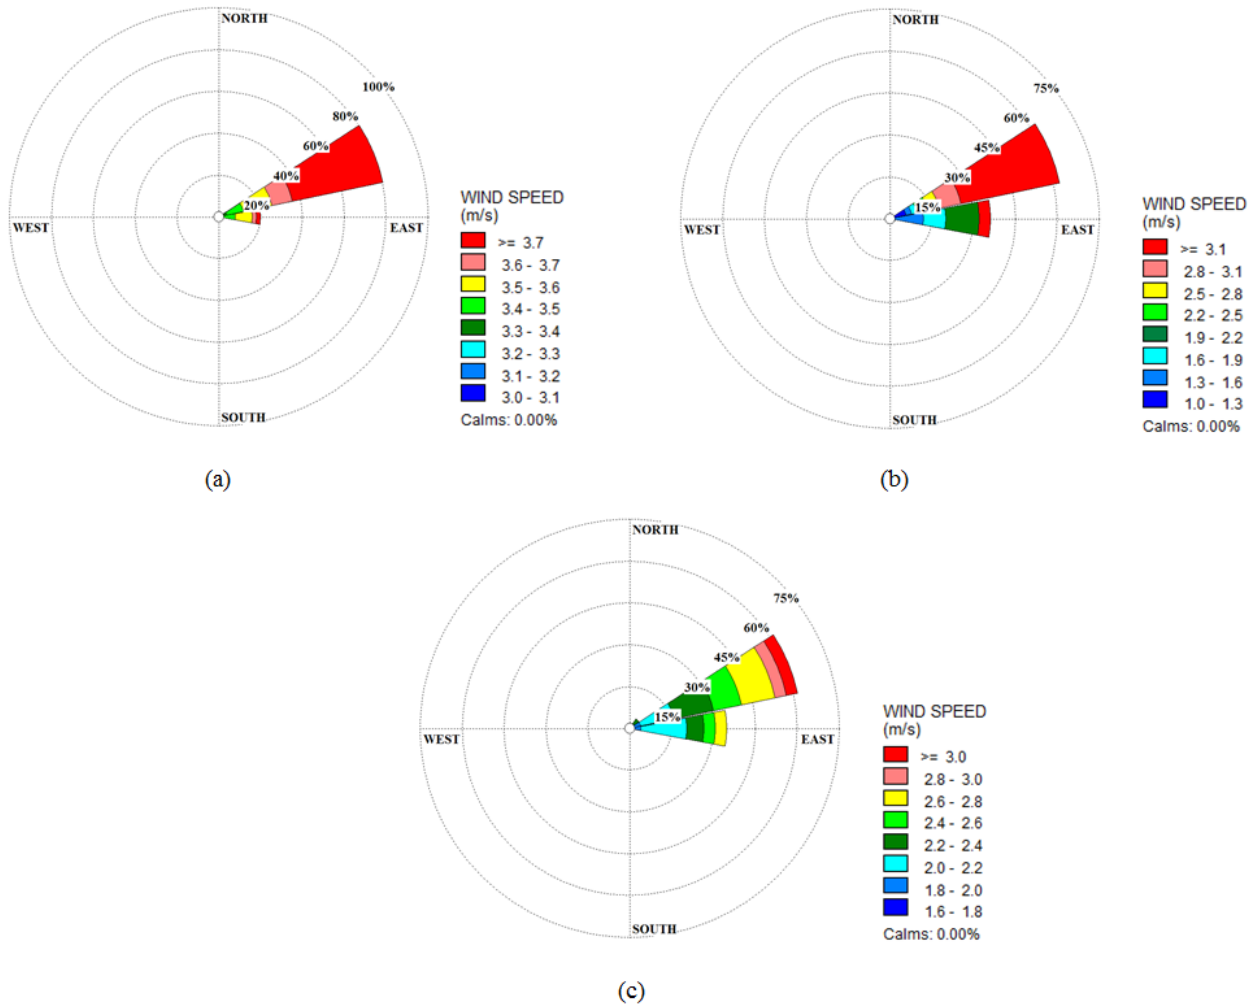 NORTH
100%
80%
60%
40%
20%
WEST
EAST
SOUTH
WIND SPEED
(m/s)
>= 3.7
3.6 - 3.7
3.5 - 3.6
3.4 - 3.5
3.3 - 3.4
3.2 - 3.3
3.1 - 3.2
3.0 - 3.1
Calms: 0.00%
(a)
NORTH
75%
60%
45%
30%
15%
WEST
EAST
SOUTH
WIND SPEED
(m/s)
>= 3.1
2.8 - 3.1
2.5 - 2.8
2.2 - 2.5
1.9 - 2.2
1.6 - 1.9
1.3 - 1.6
1.0 - 1.3
Calms: 0.00%
(b)
NORTH
75%
60%
45%
30%
15%
WEST
EAST
SOUTH
WIND SPEED
(m/s)
>= 3.0
2.8 - 3.0
2.6 - 2.8
2.4 - 2.6
2.2 - 2.4
2.0 - 2.2
1.8 - 2.0
1.6 - 1.8
Calms: 0.00%
(c)